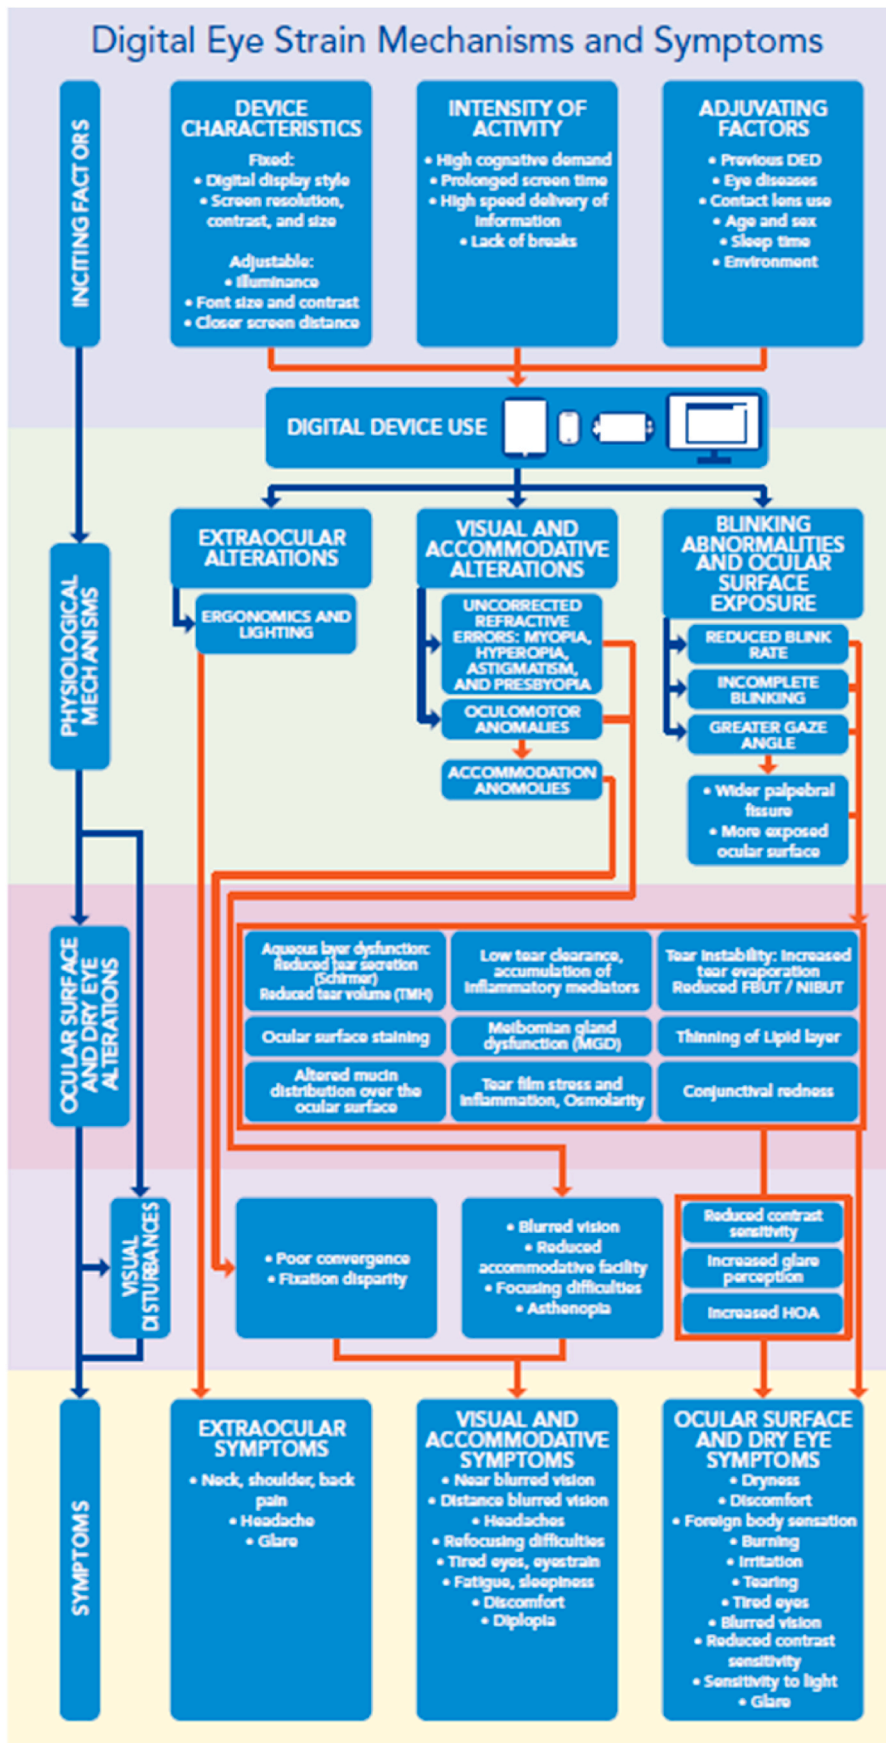 Digital Eye Strain Mechanisms and Symptoms
INCITING FACTORS
DEVICE
CHARACTERISTICS
Fixed:
• Digital display style
• Screen resolution,
contrast, and size
Adjustable:
• Illuminance
• Font size and contrast
• Closer screen distance
INTENSITY OF
ACTIVITY
• High cognitive demand
• Prolonged screen time
• High speed delivery of
information
• Lack of breaks
ADJUVATING
FACTORS
• Previous DED
• Eye diseases
• Contact lens use
• Age and sex
• Sleep time
• Environment
DIGITAL DEVICE USE
PHYSIOLOGICAL
MECHANISMS
EXTRAOCULAR
ALTERATIONS
ERGONOMICS AND
LIGHTING
VISUAL AND
ACCOMMODATIVE
ALTERATIONS
UNCORRECTED
REFRACTIVE
ERRORS: MYOPIA,
HYPEROPIA,
ASTIGMATISM,
AND PRESBYOPIA
OCULOMOTOR
ANOMALIES
ACCOMMODATION
ANOMOLIES
BLINKING
ABNORMALITIES
AND OCULAR
SURFACE
EXPOSURE
REDUCED BLINK
RATE
INCOMPLETE
BLINKING
GREATER GAZE
ANGLE
• Wider palpebral
fissure
• More exposed
ocular surface
OCULAR SURFACE
AND DRY EYE
ALTERATIONS
Aqueous layer dysfunction:
Reduced tear secretion
(Schirmer)
Reduced tear volume (TMH)
Low tear clearance,
accumulation of
inflammatory mediators
Tear Instability: Increased
tear evaporation
Reduced FBUT / NIBUT
Ocular surface staining
Meibomian gland
dysfunction (MGD)
Thinning of Lipid layer
Altered mucin
distribution over the
ocular surface
Tear film stress and
Inflammation, Osmolarity
Conjunctival redness
VISUAL
DISTURBANCES
• Poor convergence
• Fixation disparity
• Blurred vision
• Reduced
accommodative facility
• Focusing difficulties
• Asthenopia
Reduced contrast
sensitivity
Increased glare
perception
Increased HOA
SYMPTOMS
EXTRAOCULAR
SYMPTOMS
• Neck, shoulder, back
pain
• Headache
• Glare
VISUAL AND
ACCOMMODATIVE
SYMPTOMS
• Near blurred vision
• Distance blurred vision
• Headaches
• Refocusing difficulties
• Tired eyes, eyestrain
• Fatigue, sleepiness
• Discomfort
• Diplopia
OCULAR SURFACE
AND DRY EYE
SYMPTOMS
• Dryness
• Discomfort
• Foreign body sensation
• Burning
• Irritation
• Tearing
• Tired eyes
• Blurred vision
• Reduced contrast
sensitivity
• Sensitivity to light
• Glare